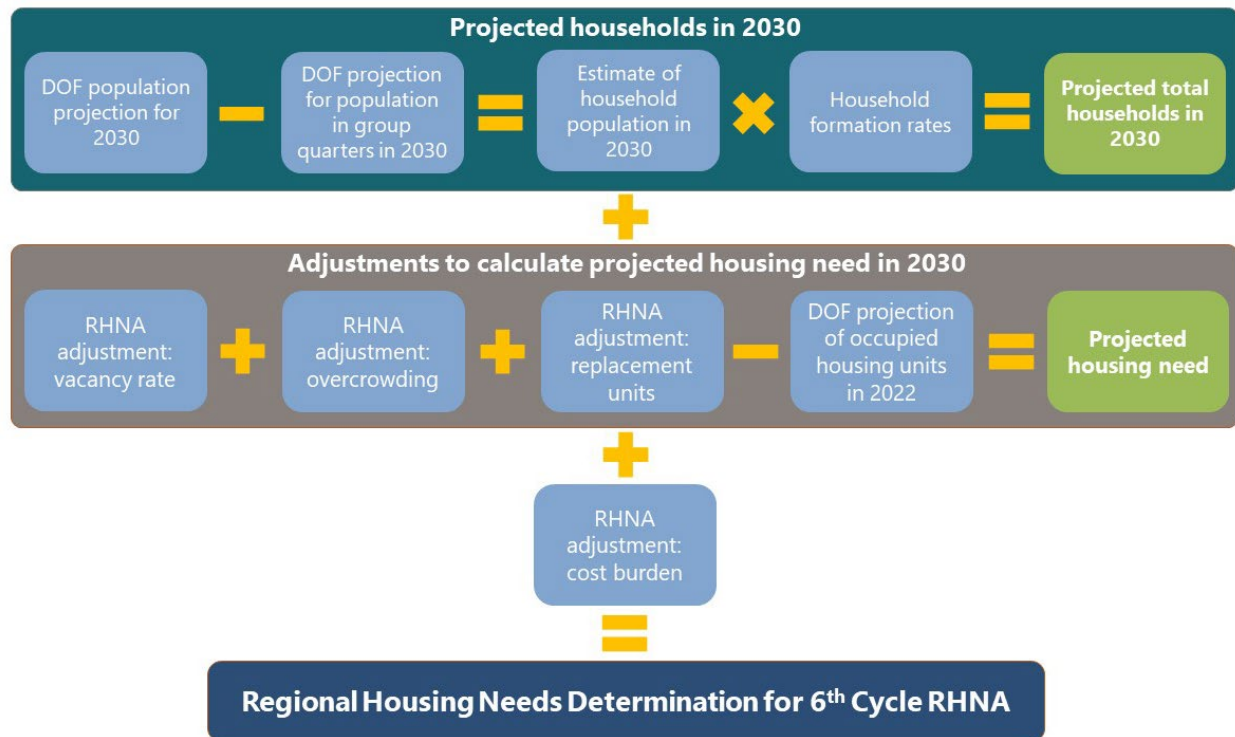 Projected households in 2030
DOF population
projection for
2030
DOF projection
for population
in group
quarters in 2030
Estimate of
household
population in
2030
Household
formation rates
Projected total
households in
2030
Adjustments to calculate projected housing need in 2030
RHNA
adjustment:
vacancy rate
RHNA
adjustment:
overcrowding
RHNA
adjustment:
replacement
units
DOF projection
of occupied
housing units
in 2022
Projected
housing need
RHNA
adjustment:
cost burden
Regional Housing Needs Determination for 6th Cycle RHNA